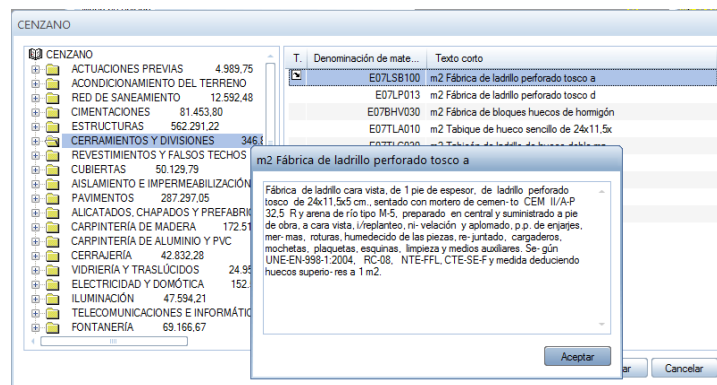 CENZANO
CENZANO
ACTUACIONES PREVIAS 4.989,75
ACONDICIONAMIENTO DEL TERRENO
RED DE SANEAMIENTO 12.592,48
CIMENTACIONES 81.453,80
ESTRUCTURAS 562.291,22
CERRAMIENTOS Y DIVISIONES 346.8
REVESTIMIENTOS Y FALSOS TECHOS
CUBIERTAS 50.129,79
AISLAMIENTO E IMPERMEABILIZACIÓN
PAVIMENTOS 287.297,05
ALICATADOS, CHAPADOS Y PREFABRIC
CARPINTERÍA DE MADERA 172.51
CARPINTERÍA DE ALUMINIO Y PVC
CERRAJERÍA 42.832,28
VIDRIERÍA Y TRASLÚCIDOS 24.95
ELECTRICIDAD Y DOMÓTICA 152.
ILUMINACIÓN 47.594,21
TELECOMUNICACIONES E INFORMÁTIC
FONTANERÍA 69.166,67
T. Denominación de mate... Texto corto
E07LSB100 m2 Fábrica de ladrillo perforado tosco a
E07LP013 m2 Fábrica de ladrillo perforado tosco d
E07BHV030 m2 Fábrica de bloques huecos de hormigón
E07TLA010 m2 Tabique de hueco sencillo de 24x11,5x
m2 Fábrica de ladrillo perforado tosco a
Fábrica de ladrillo cara vista, de 1 pie de espesor, de ladrillo perforado
tosco de 24x11,5x5 cm., sentado con mortero de cemen-to CEM II/A-P
32,5 R y arena de río tipo M-5, preparado en central y suministrado a pie
de obra, a cara vista, i/replanteo, ni- velación y aplomado, p.p. de enjarjes,
mer- mas, roturas, humedecido de las piezas, re- juntado, cargaderos,
mochetas, plaquetas, esquinas, limpieza y medios auxiliares. Se- gún
UNE-EN-998-1:2004, RC-08, NTE-FFL, CTE-SE-F y medida deduciendo
huecos superio- res a 1 m2.
Aceptar
ar Cancelar